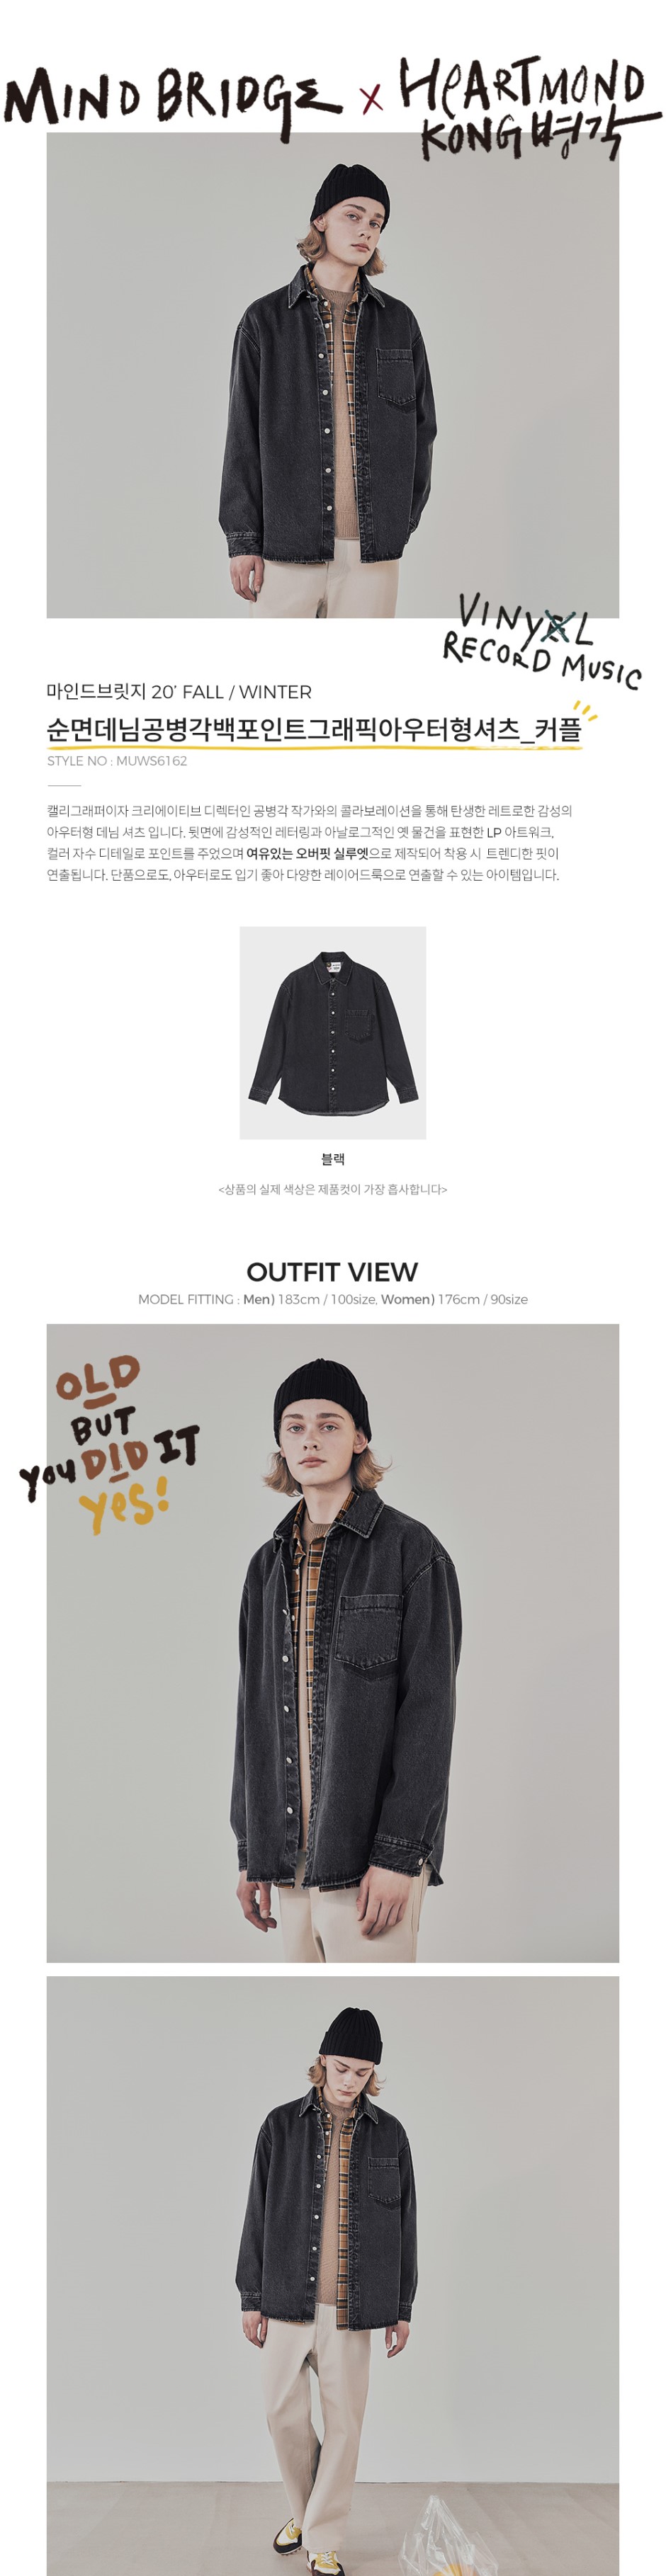 MIND BRIDGE x HEARTMOND
KONG병각
VINYL
RECORD MUSIC
마인드브릿지 20' FALL / WINTER
순면데님공병각백포인트그래픽아우터형셔츠_커플
STYLE NO : MUWS6162
캘리그래퍼이자 크리에이티브 디렉터인 공병각 작가와의 콜라보레이션을 통해 탄생한 레트로한 감성의
아우터형 데님 셔츠 입니다. 뒷면에 감성적인 레터링과 아날로그적인 옛 물건을 표현한 LP 아트워크,
컬러 자수 디테일로 포인트를 주었으며 여유있는 오버핏 실루엣으로 제작되어 착용 시 트렌디한 핏이
연출됩니다. 단품으로도, 아우터로도 입기 좋아 다양한 레이어드룩으로 연출할 수 있는 아이템입니다.
블랙
<상품의 실제 색상은 제품컷이 가장 흡사합니다>
OUTFIT VIEW
MODEL FITTING : Men) 183cm / 100size, Women) 176cm / 90size
OLD
BUT
you DID IT
yes!